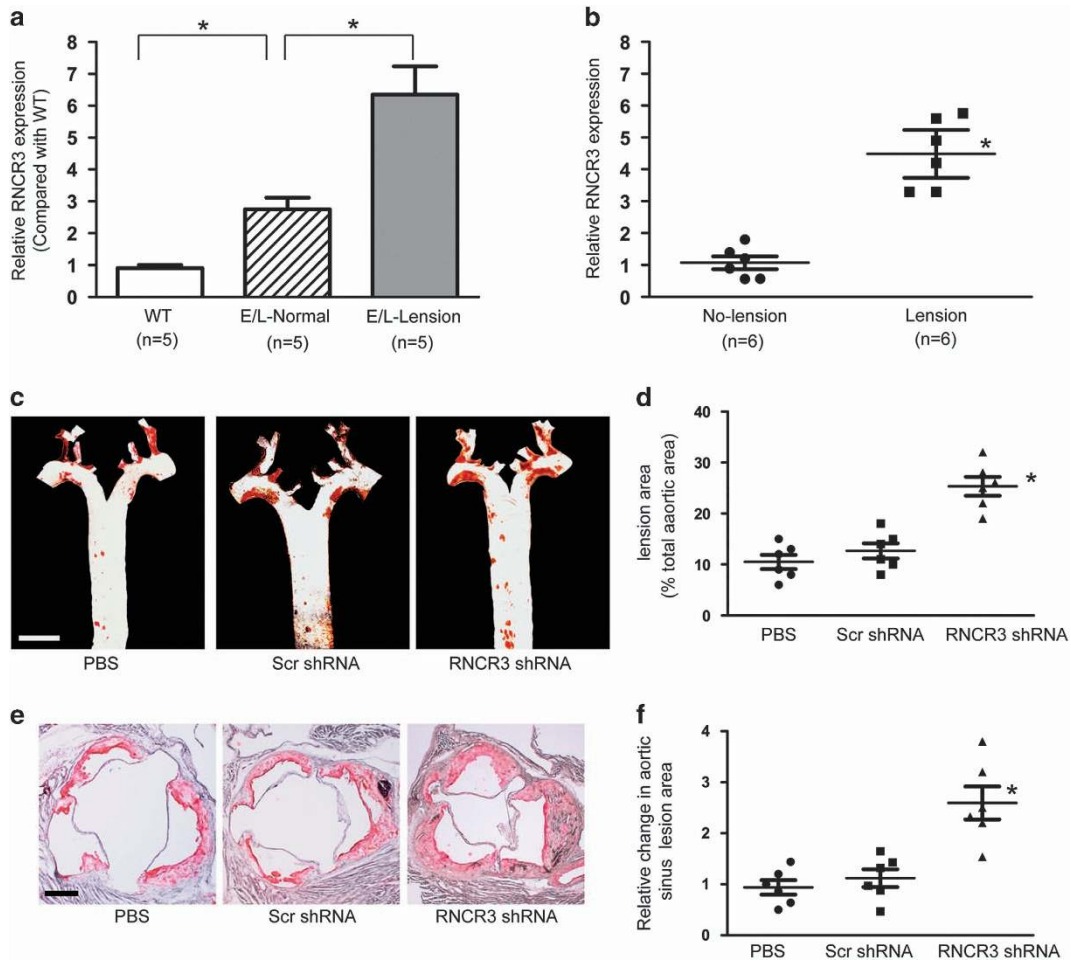 a
*
*
Relative RNCR3 expression
(Compared with WT)
8
7
6
5
4
3
2
1
0
WT
E/L-Normal
E/L-Lension
(n=5)
(n=5)
(n=5)
b
Relative RNCR3 expression
8
7
6
5
4
3
2
1
0
*
No-lension
Lension
(n=6)
(n=6)
c
PBS
Scr shRNA
RNCR3 shRNA
d
lension area
(% total aaortic area)
40
30
20
10
0
*
PBS
Scr shRNA
RNCR3 shRNA
e
PBS
Scr shRNA
RNCR3 shRNA
f
Relative change in aortic
sinus lesion area
4
3
2
1
0
*
PBS
Scr shRNA
RNCR3 shRNA